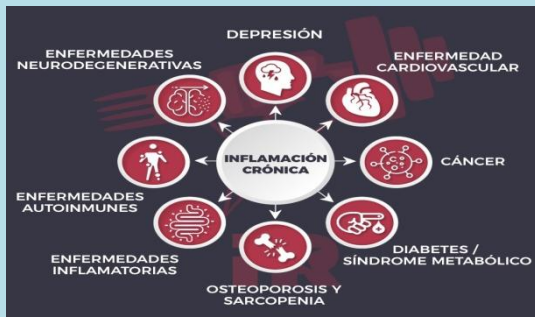 DEPRESIÓN
ENFERMEDADES
NEURODEGENERATIVAS
ENFERMEDAD
CARDIOVASCULAR
INFLAMACIÓN
CRÓNICA
CÁNCER
ENFERMEDADES
AUTOINMUNES
DIABETES /
SÍNDROME METABÓLICO
ENFERMEDADES
INFLAMATORIAS
OSTEOPOROSIS Y
SARCOPENIA